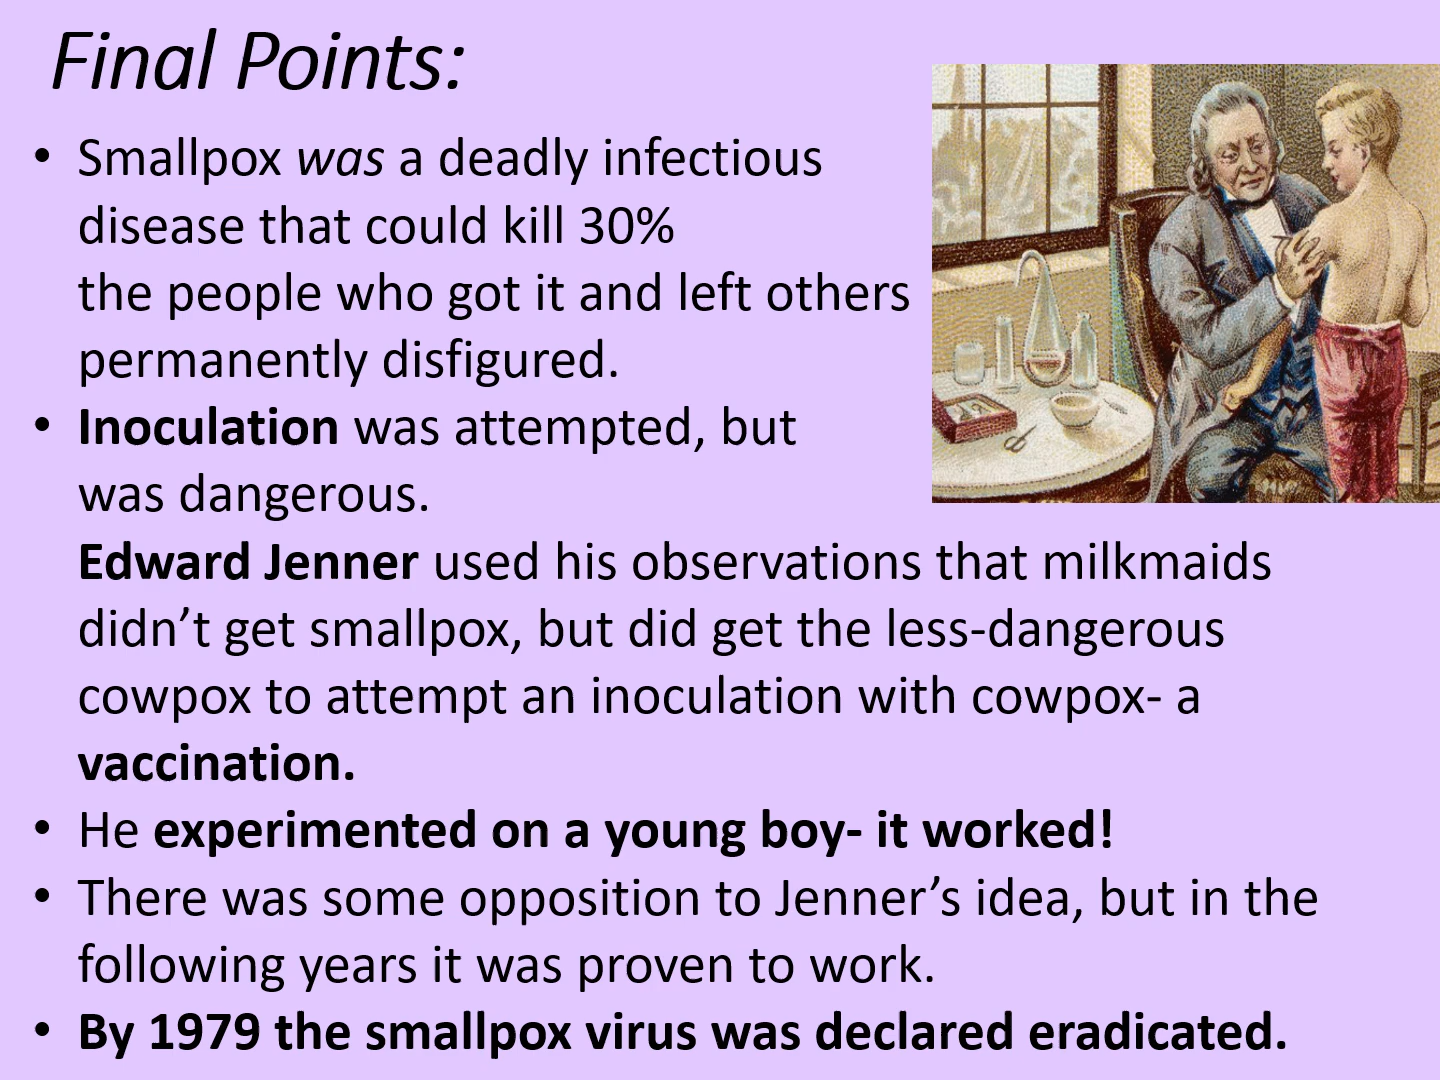 Final Points:
• Smallpox was a deadly infectious
disease that could kill 30%
the people who got it and left others
permanently disfigured.
• Inoculation was attempted, but
was dangerous.
Edward Jenner used his observations that milkmaids
didn’t get smallpox, but did get the less-dangerous
cowpox to attempt an inoculation with cowpox- a
vaccination.
• He experimented on a young boy- it worked!
• There was some opposition to Jenner’s idea, but in the
following years it was proven to work.
• By 1979 the smallpox virus was declared eradicated.